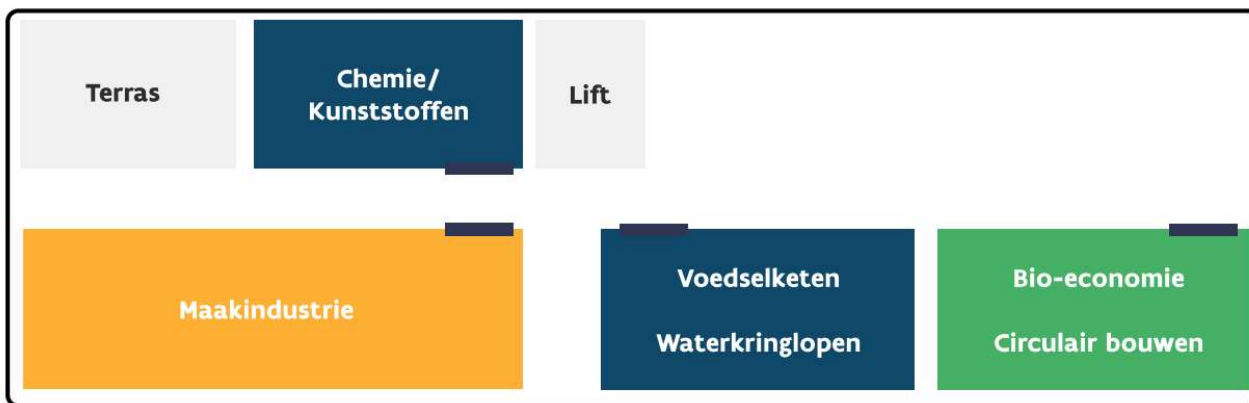 Terras
Chemie/
Kunststoffen
Lift
Maakindustrie
Voedselketen
Waterkringlopen
Bio-economie
Circulair bouwen